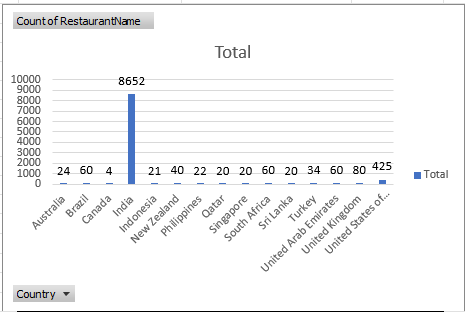 Count of RestaurantName
Total
10000
9000
8000
7000
6000
5000
4000
3000
2000
1000
0
8652
24 60 4 21 40 22 20 20 60 20 34 60 80 425
Australia
Brazil
Canada
India
Indonesia
New Zealand
Philippines
Qatar
Singapore
South Africa
Sri Lanka
Turkey
United Arab Emirates
United Kingdom
United States of...
Total
Country